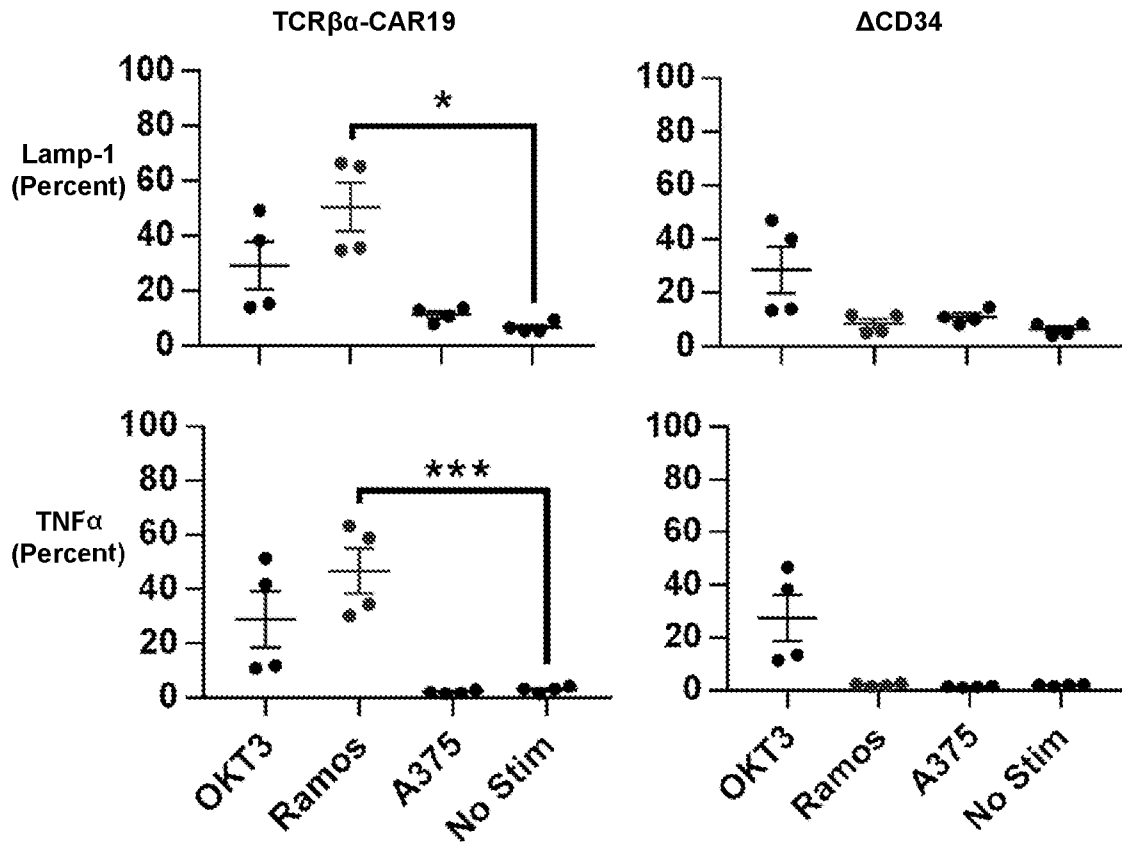 TCRβα-CAR19
ΔCD34
Lamp-1
(Percent)
100
80
60
40
20
0
*
100
80
60
40
20
0
TNFα
(Percent)
100
80
60
40
20
0
***
100
80
60
40
20
0
OKT3
Ramos
A375
No Stim
OKT3
Ramos
A375
No Stim